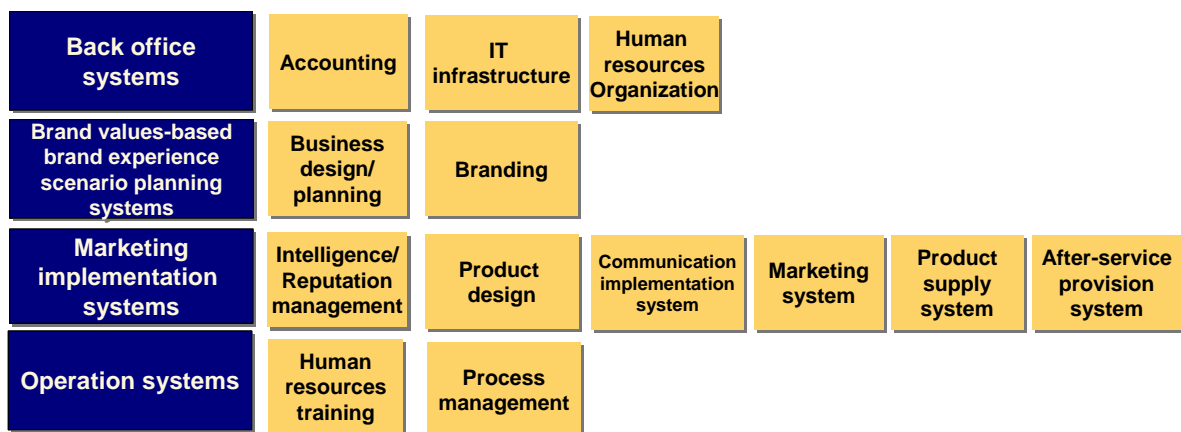 Back office
systems
Accounting
IT
infrastructure
Human
resources
Organization
Brand values-based
brand experience
scenario planning
systems
Business
design/
planning
Branding
Marketing
implementation
systems
Intelligence/
Reputation
management
Product
design
Communication
implementation
system
Marketing
system
Product
supply
system
After-service
provision
system
Operation systems
Human
resources
training
Process
management